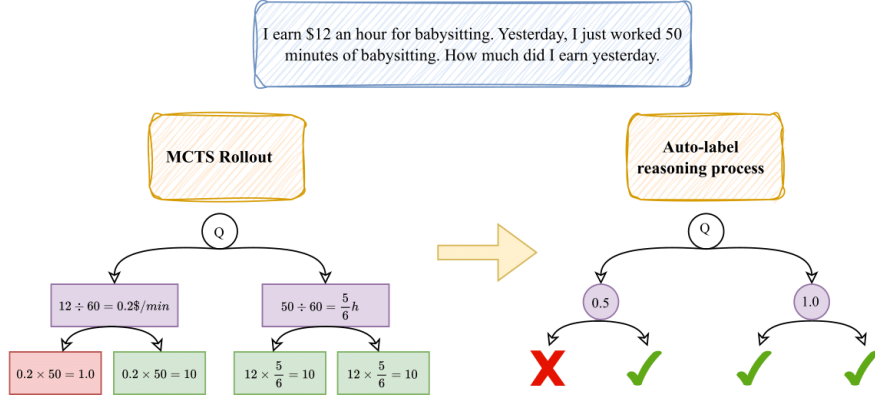 I earn $12 an hour for babysitting. Yesterday, I just worked 50
minutes of babysitting. How much did I earn yesterday.
MCTS Rollout
Auto-label
reasoning process
Q
Q
12 ÷ 60 = 0.2$/min
50 ÷ 60 = 5/6 h
0.5
1.0
0.2 × 50 = 1.0
0.2 × 50 = 10
12 × 5/6 = 10
12 × 5/6 = 10